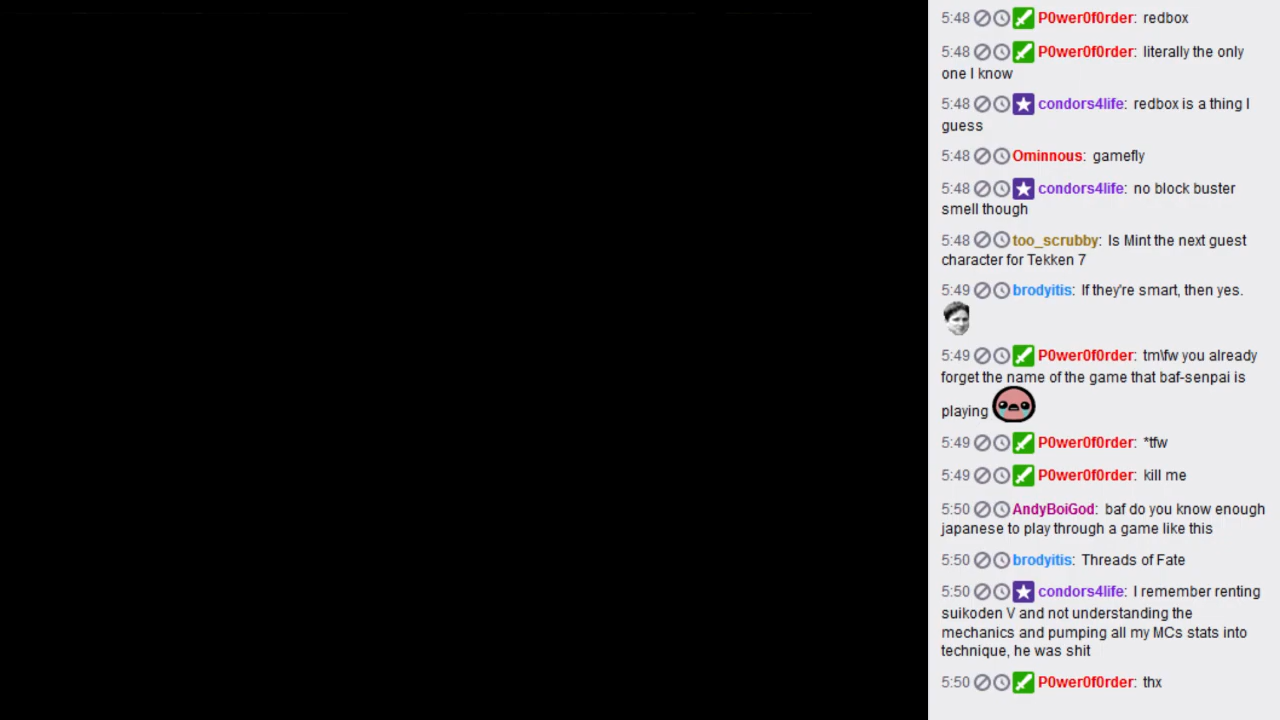 5:48 P0wer0f0rder: redbox
5:48 P0wer0f0rder: literally the only
one I know
5:48 condors4life: redbox is a thing I
guess
5:48 Ominnous: gamefly
5:48 condors4life: no block buster
smell though
5:48 too_scrubby: Is Mint the next guest
character for Tekken 7
5:49 brodyitis: If they're smart, then yes.
5:49 P0wer0f0rder: tm\fw you already
forget the name of the game that baf-senpai is
playing
5:49 P0wer0f0rder: *tfw
5:49 P0wer0f0rder: kill me
5:50 AndyBoiGod: baf do you know enough
japanese to play through a game like this
5:50 brodyitis: Threads of Fate
5:50 condors4life: I remember renting
suikoden V and not understanding the
mechanics and pumping all my MCs stats into
technique, he was shit
5:50 P0wer0f0rder: thx